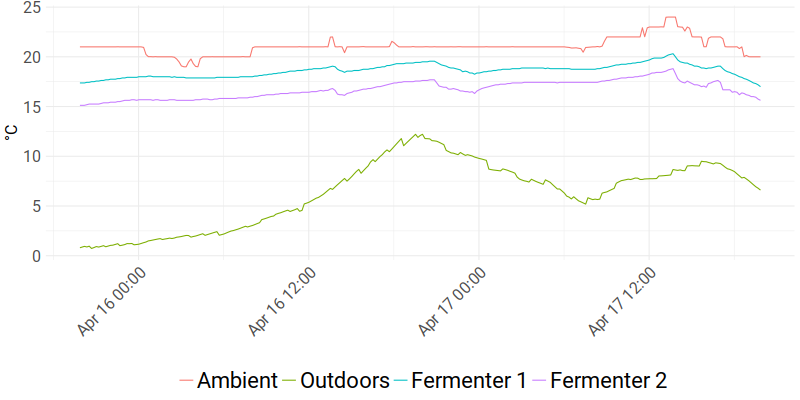 25
20
15
10
5
0
°C
Apr 16 00:00
Apr 16 12:00
Apr 17 00:00
Apr 17 12:00
Ambient Outdoors Fermenter 1 Fermenter 2